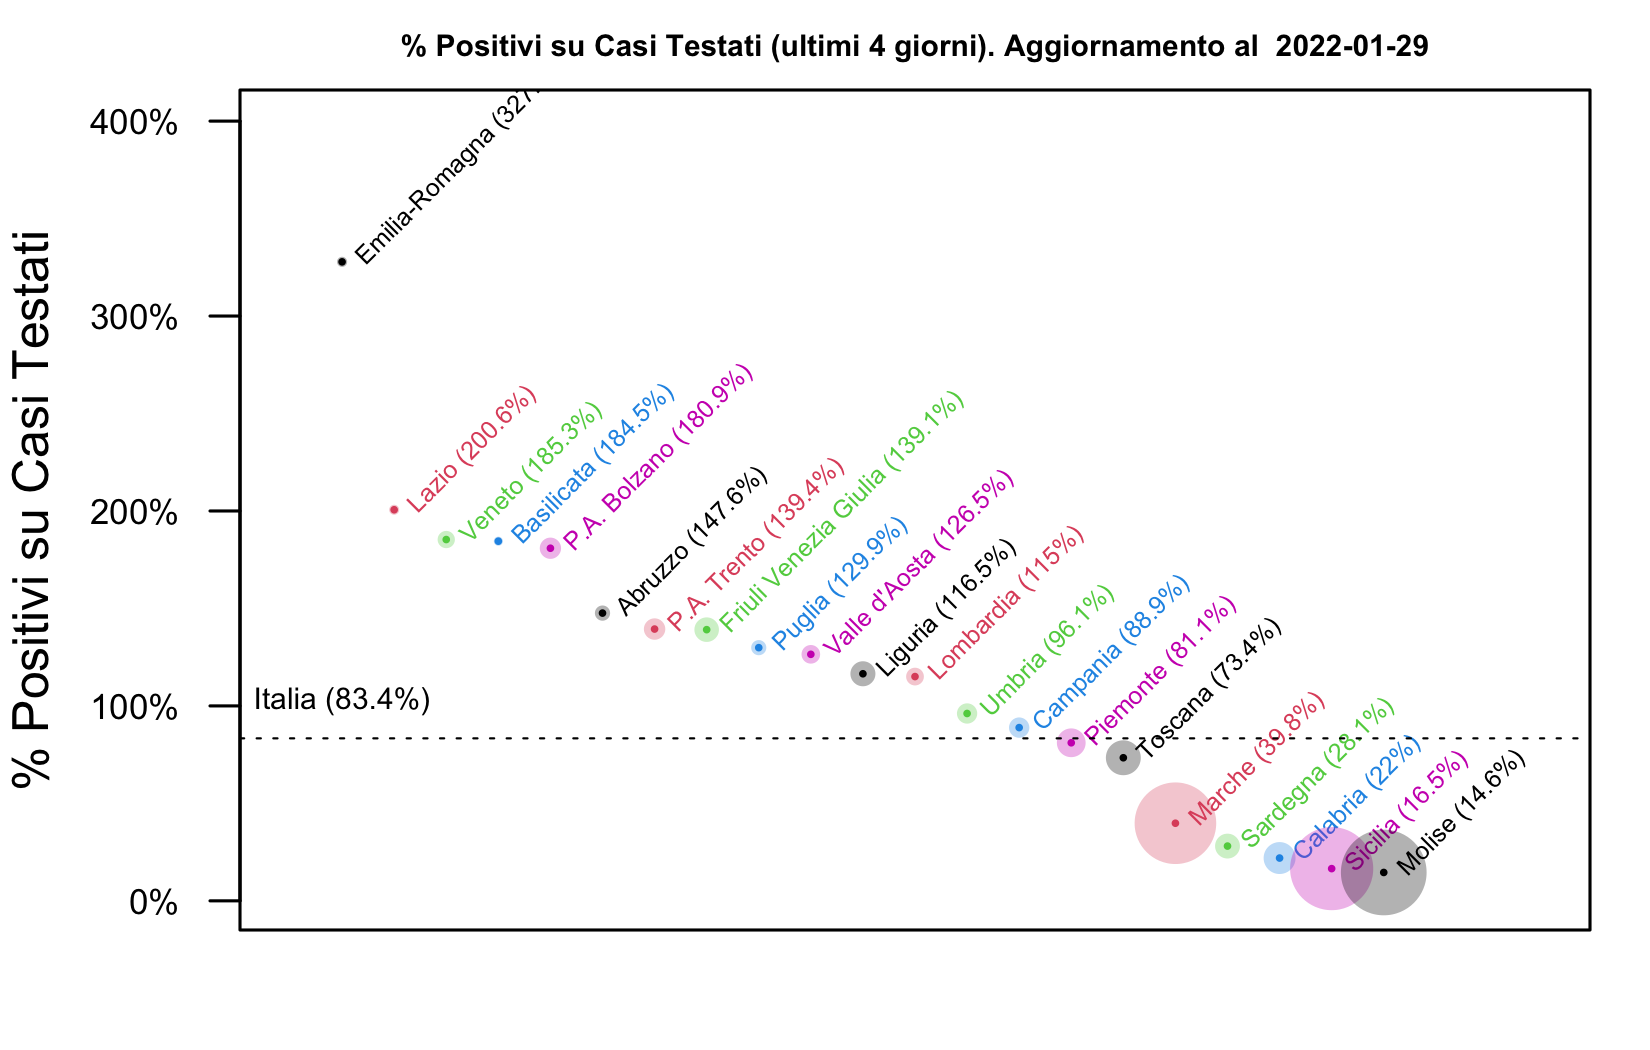 % Positivi su Casi Testati (ultimi 4 giorni). Aggiornamento al  2022-01-29
% Positivi su Casi Testati
400%
300%
200%
100%
0%
Emilia-Romagna (327
Lazio (200.6%)
Veneto (185.3%)
Basilicata (184.5%)
P.A. Bolzano (180.9%)
Abruzzo (147.6%)
P.A. Trento (139.4%)
Friuli Venezia Giulia (139.1%)
Puglia (129.9%)
Valle d'Aosta (126.5%)
Liguria (116.5%)
Lombardia (115%)
Umbria (96.1%)
Campania (88.9%)
Piemonte (81.1%)
Toscana (73.4%)
Marche (39.8%)
Sardegna (28.1%)
Calabria (22%)
Sicilia (16.5%)
Molise (14.6%)
Italia (83.4%)